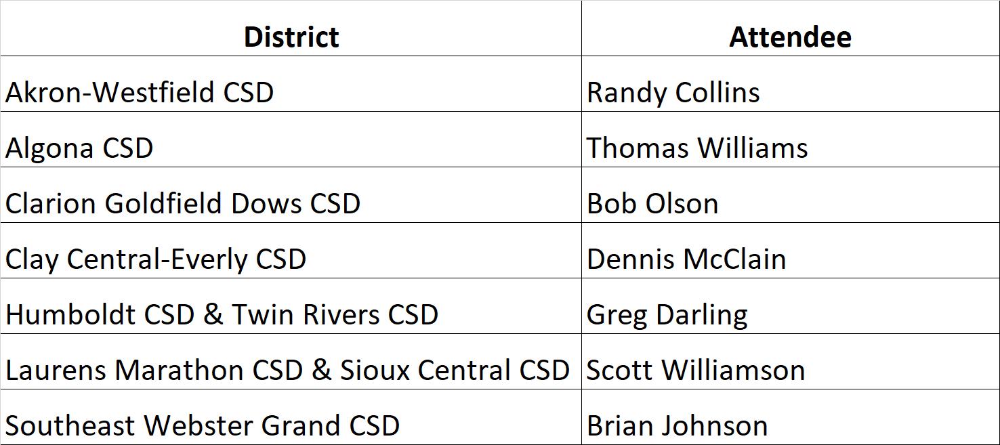 District Attendee
Akron-Westfield CSD Randy Collins
Algona CSD Thomas Williams
Clarion Goldfield Dows CSD Bob Olson
Clay Central-Everly CSD Dennis McClain
Humboldt CSD & Twin Rivers CSD Greg Darling
Laurens Marathon CSD & Sioux Central CSD Scott Williamson
Southeast Webster Grand CSD Brian Johnson